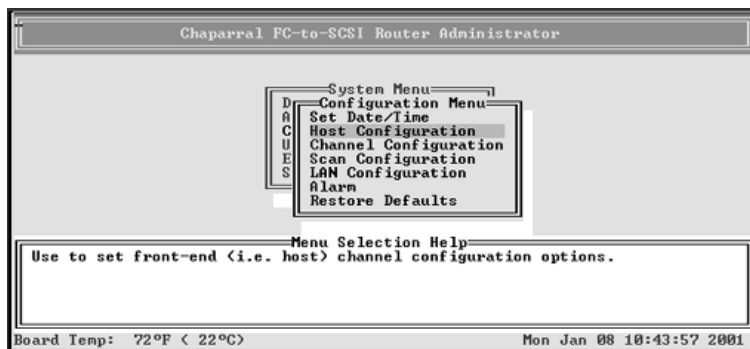 Chaparral FC-to-SCSI Router Administrator
System Menu
D
Configuration Menu
A
Set Date/Time
C
Host Configuration
U
Channel Configuration
E
Scan Configuration
S
LAN Configuration
Alarm
Restore Defaults
Menu Selection Help
Use to set front-end (i.e. host) channel configuration options.
Board Temp: 72ºF ( 22ºC)
Mon Jan 08 10:43:57 2001